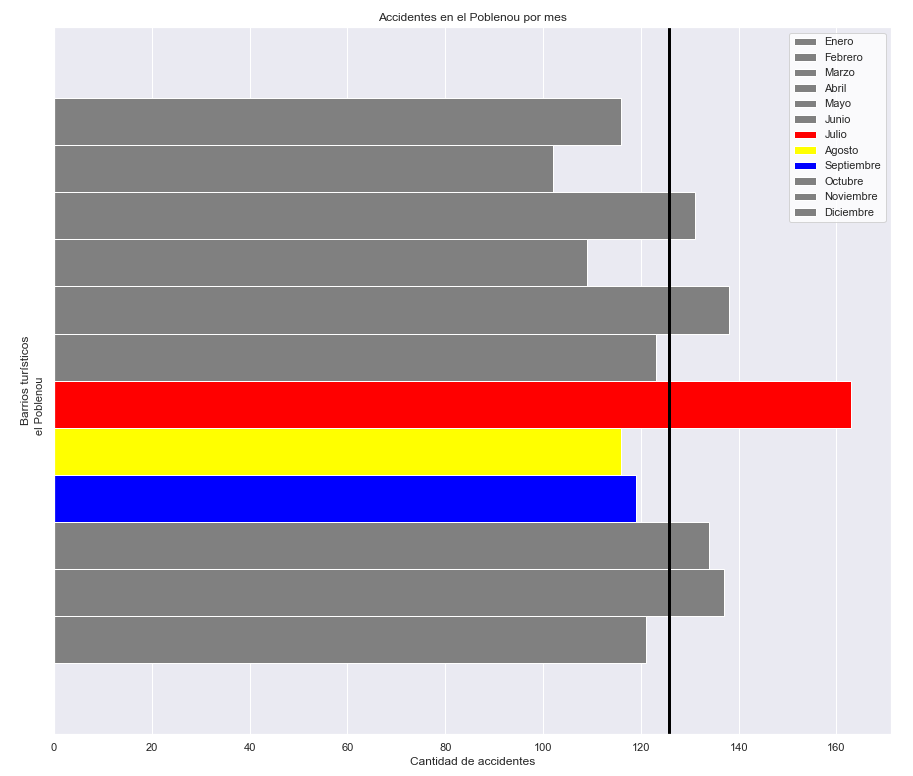 Accidentes en el Poblenou por mes
Enero
Febrero
Marzo
Abril
Mayo
Junio
Julio
Agosto
Septiembre
Octubre
Noviembre
Diciembre
Barrios turísticos
el Poblenou
0 20 40 60 80 100 120 140 160
Cantidad de accidentes